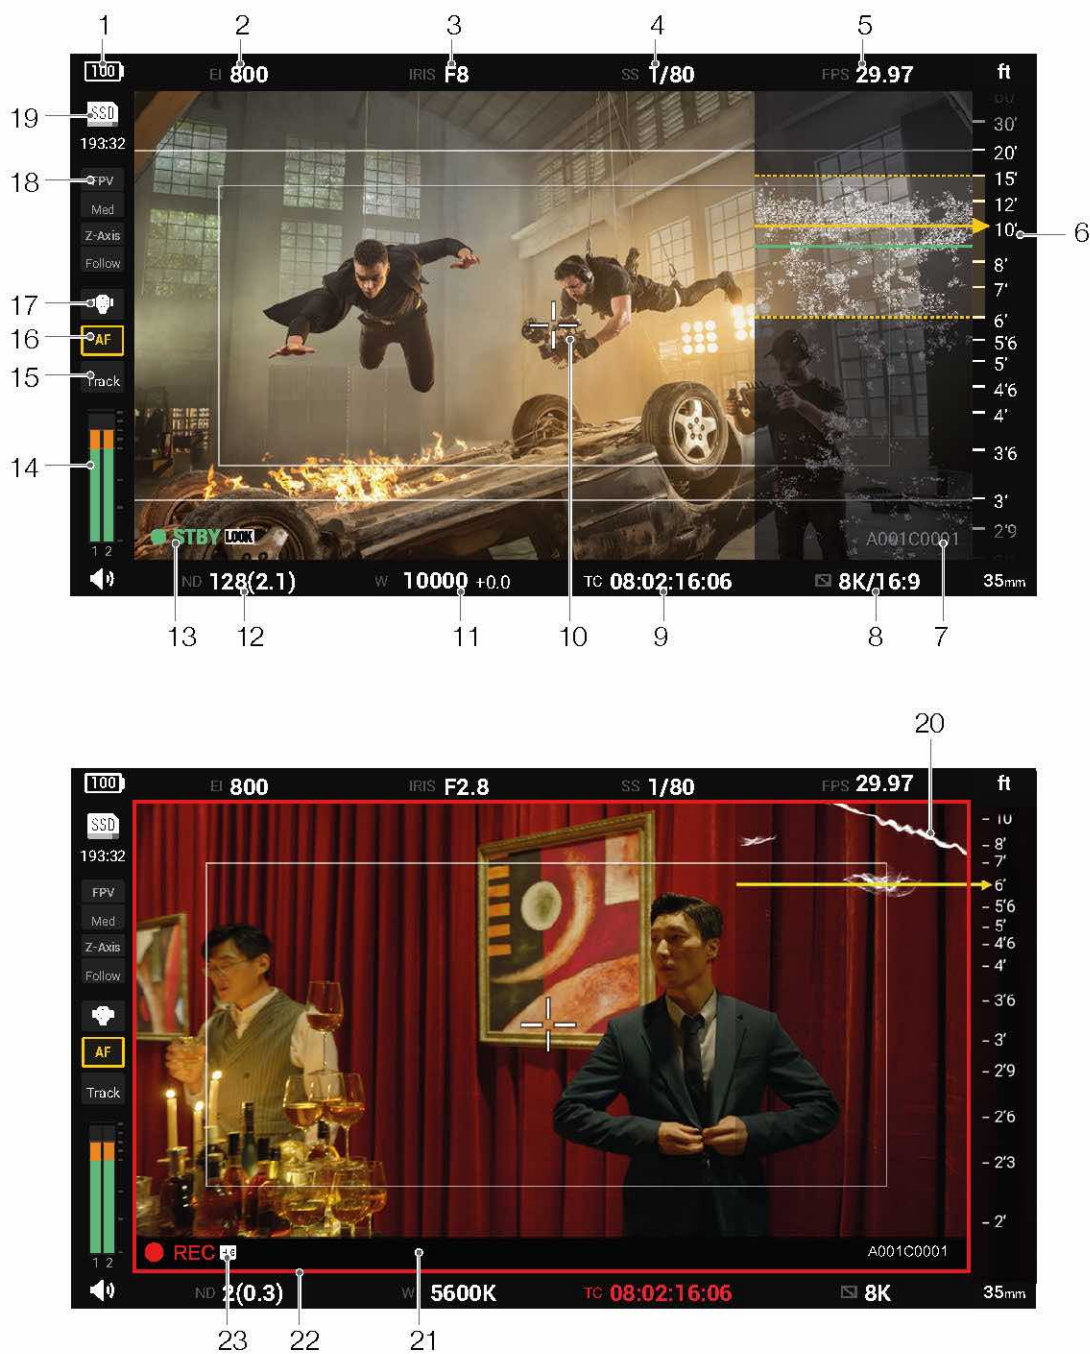 1 2 3 4 5
100 EI 800 IRIS F8 SS 1/80 FPS 29.97 ft
19 SSD
193:32
30'
20'
18 FPV
15'
Med
12'
Z-Axis
10' 6
Follow
8'
7'
17
6'
16 AF
5'6
15 Track
5'
4'6
4'
14
3'6
3'
STBY LOOK A001C0001
2'9
1 2
ND 128(2.1) W 10000 +0.0 TC 08:02:16:06 8K/16:9 35mm
13 12 11 10 9 8 7
20
100 EI 800 IRIS F2.8 SS 1/80 FPS 29.97 ft
SSD
10'
193:32
8'
7'
FPV
6'
Med
5'6
5'
Z-Axis
4'6
Follow
4'
3'6
AF
3'
Track
2'9
2'6
2'3
2'
REC A001C0001
1 2
ND 2(0.3) W 5600K TC 08:02:16:06 8K 35mm
23 22 21